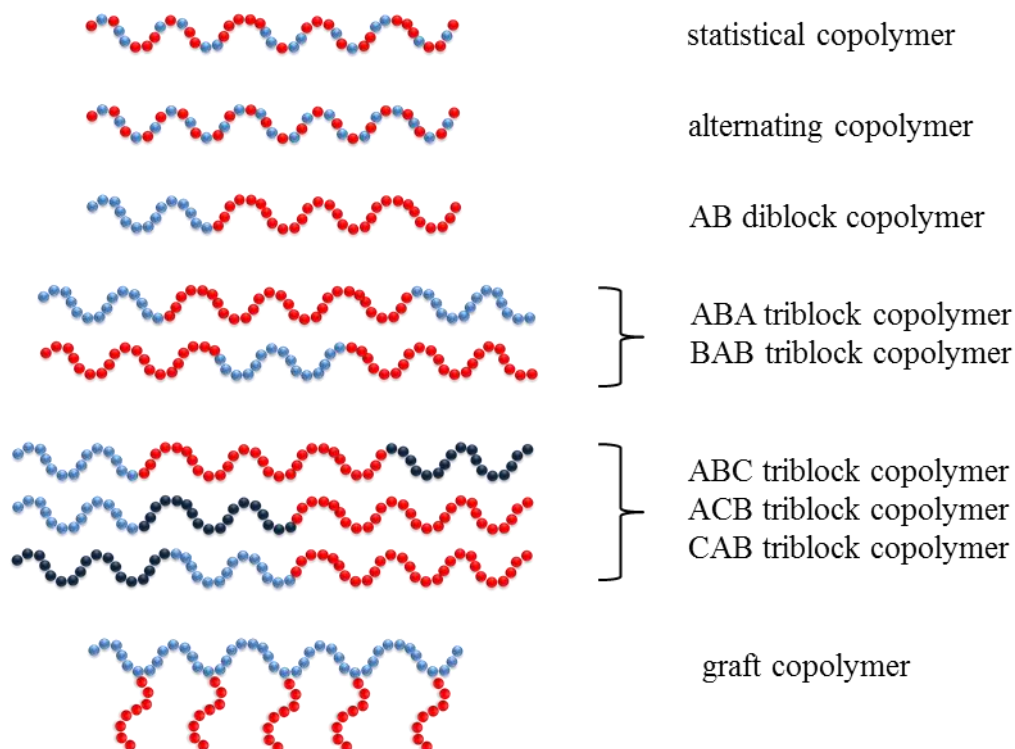 statistical copolymer
alternating copolymer
AB diblock copolymer
ABA triblock copolymer
BAB triblock copolymer
ABC triblock copolymer
ACB triblock copolymer
CAB triblock copolymer
graft copolymer